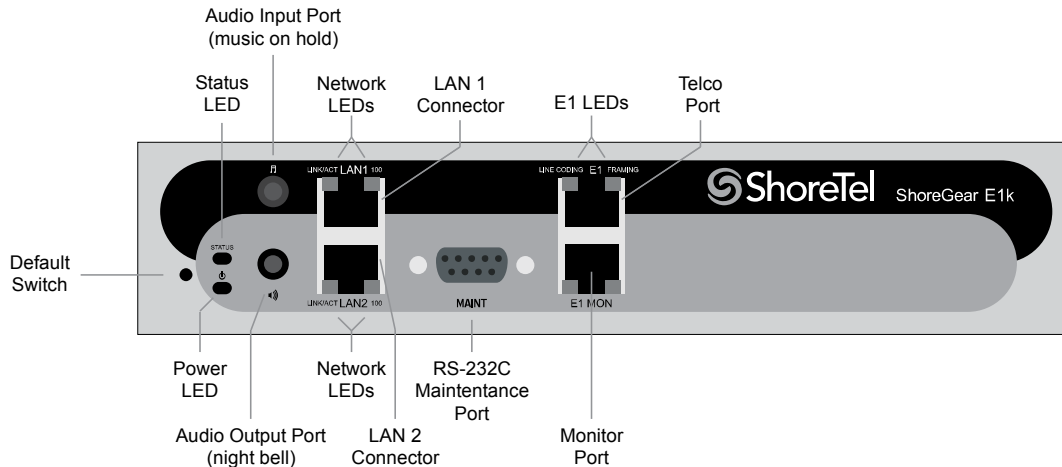 Audio Input Port
(music on hold)
Status
LED
Network
LEDs
LAN 1
Connector
E1 LEDs
Telco
Port
LINK/ACT LAN1 100
LINE CODING E1 FRAMING
ShoreTel
ShoreGear E1k
STATUS
Default
Switch
LINK/ACT LAN2 100
MAINT
E1 MON
Power
LED
Network
LEDs
RS-232C
Maintentance
Port
Audio Output Port
(night bell)
LAN 2
Connector
Monitor
Port